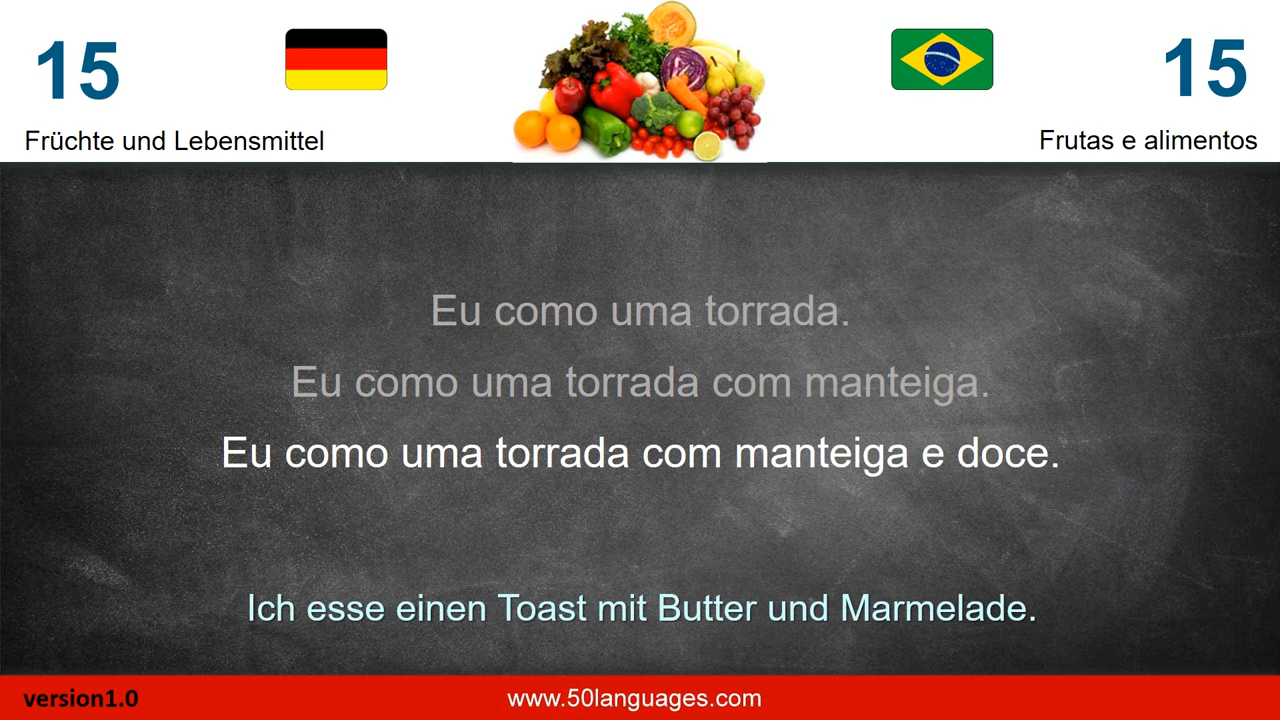 15
15
Früchte und Lebensmittel
Frutas e alimentos
Eu como uma torrada.
Eu como uma torrada com manteiga.
Eu como uma torrada com manteiga e doce.
Ich esse einen Toast mit Butter und Marmelade.
version1.0
www.50languages.com